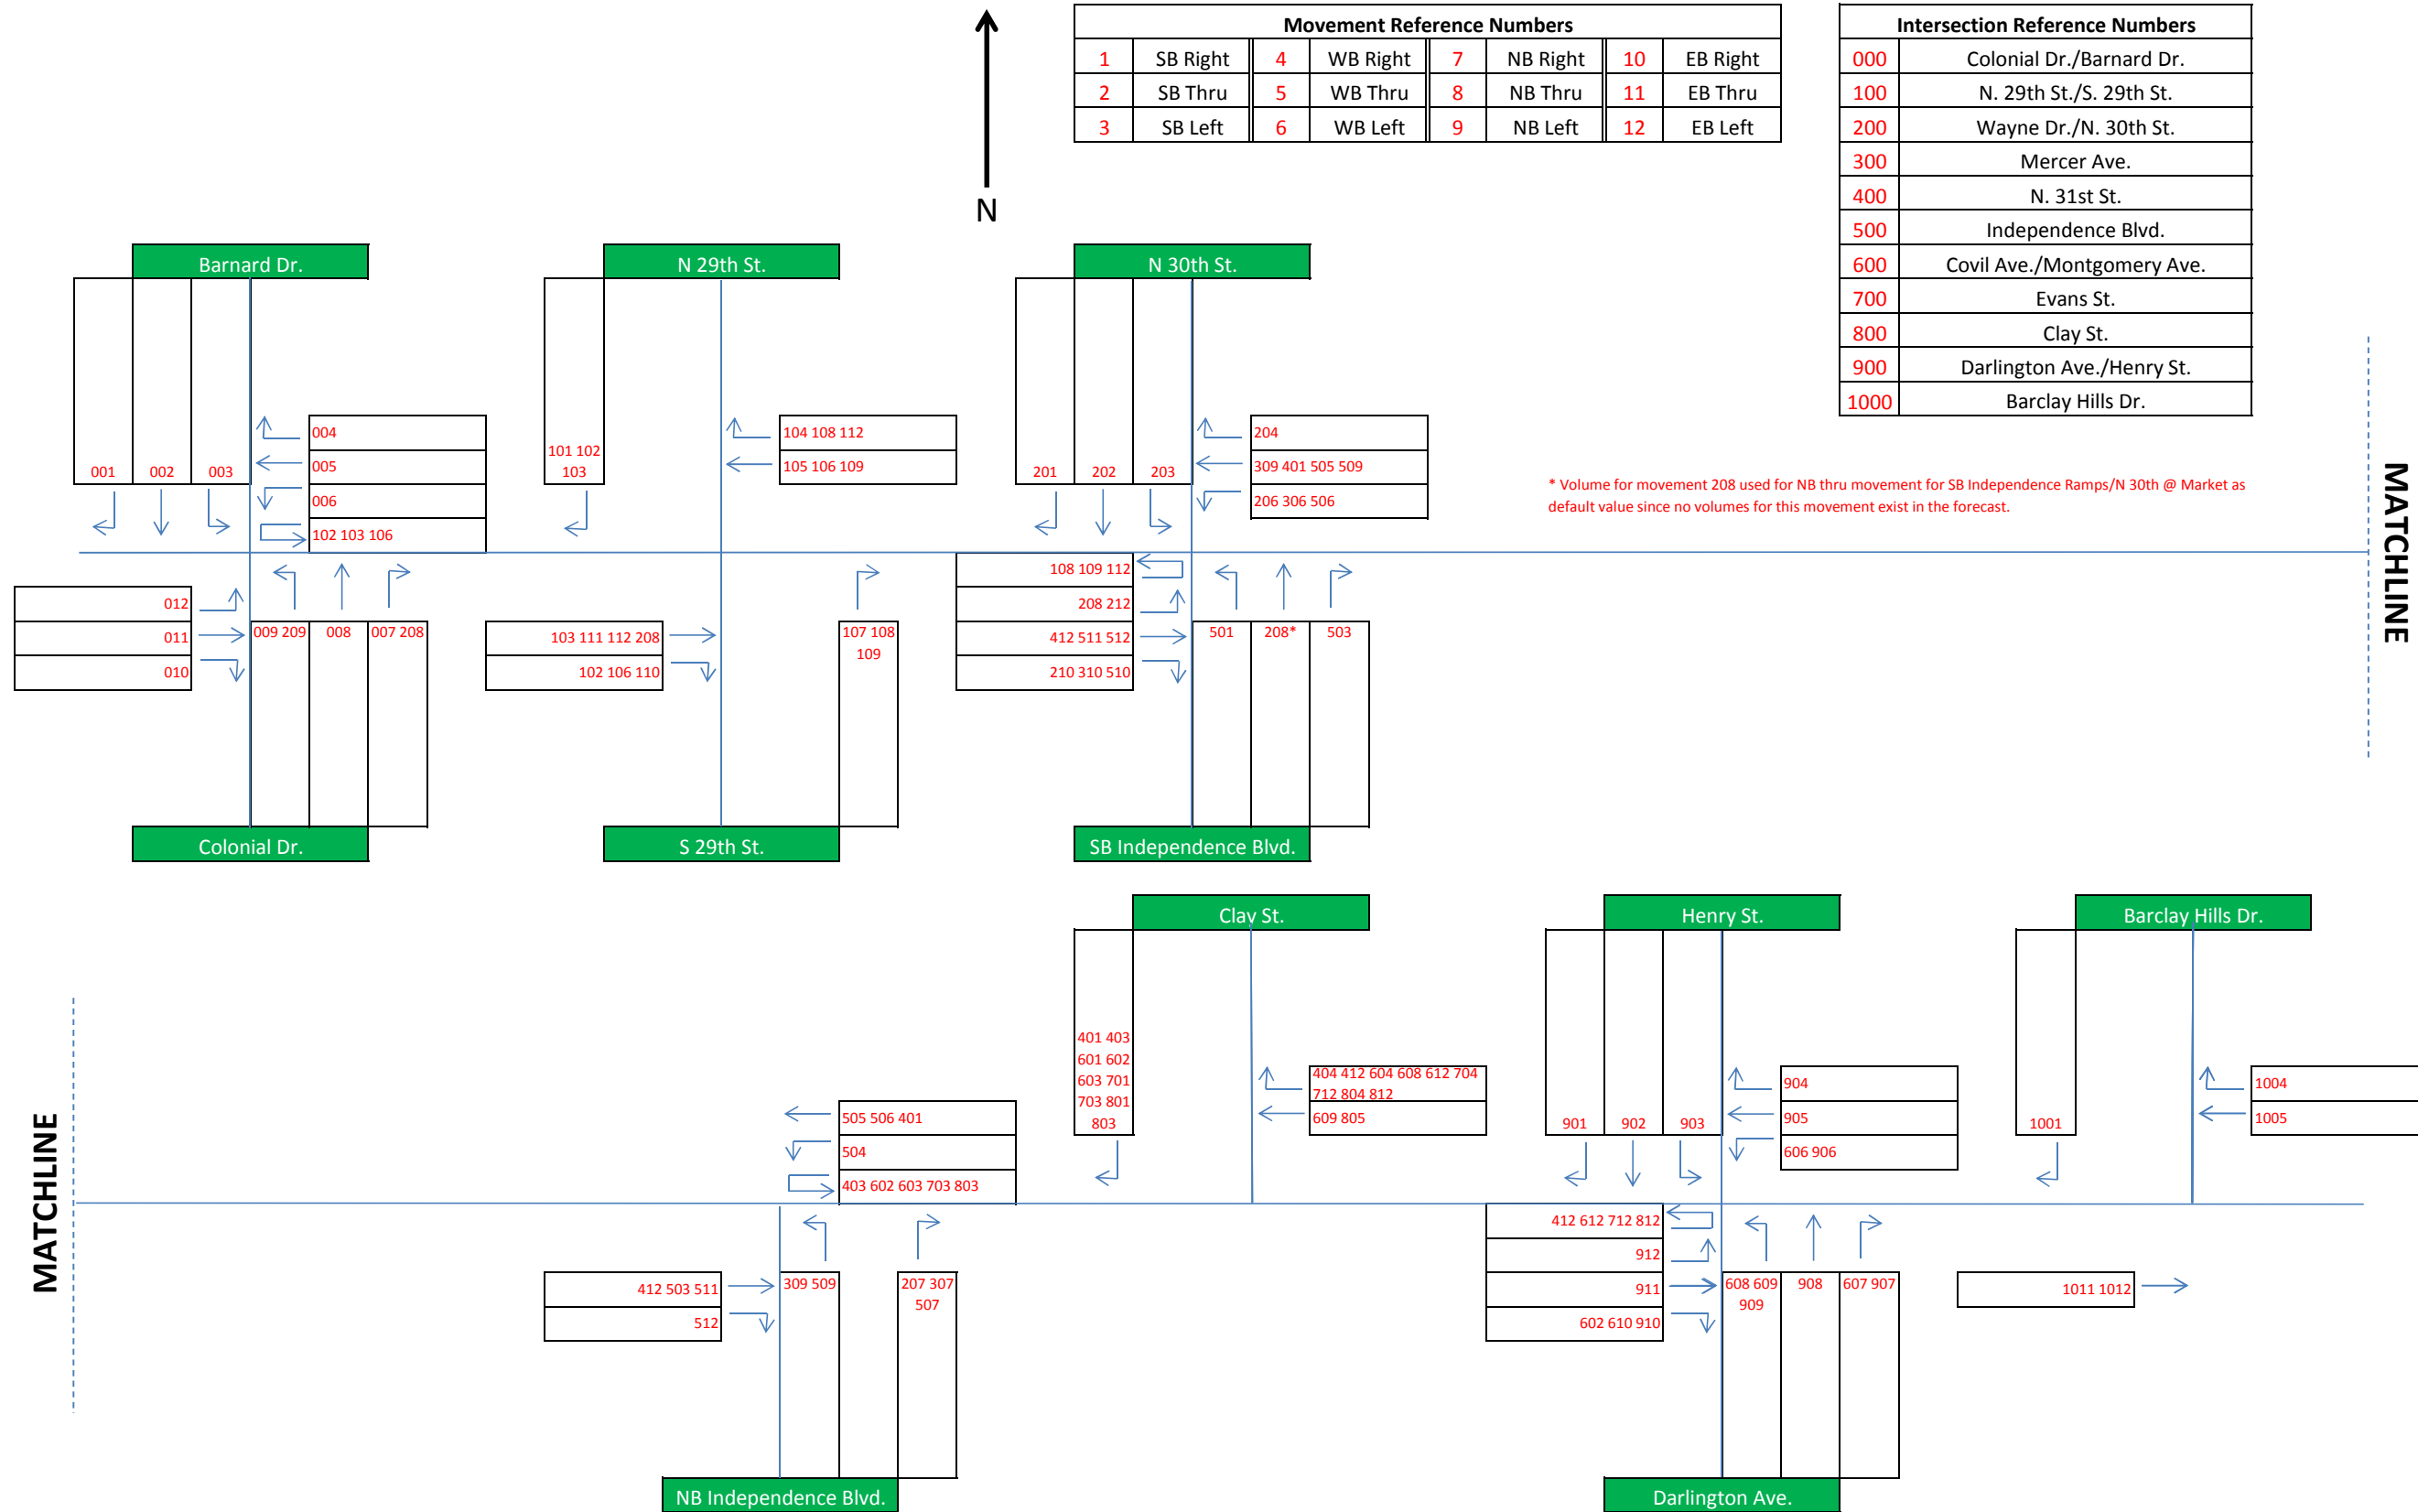 Movement Reference Numbers
1 SB Right 4 WB Right 7 NB Right 10 EB Right
2 SB Thru 5 WB Thru 8 NB Thru 11 EB Thru
3 SB Left 6 WB Left 9 NB Left 12 EB Left
Intersection Reference Numbers
000 Colonial Dr./Barnard Dr.
100 N. 29th St./S. 29th St.
200 Wayne Dr./N. 30th St.
300 Mercer Ave.
400 N. 31st St.
500 Independence Blvd.
600 Covil Ave./Montgomery Ave.
700 Evans St.
800 Clay St.
900 Darlington Ave./Henry St.
1000 Barclay Hills Dr.
N
Barnard Dr.
001 002 003
004
005
006
102 103 106
012
011
010
009 209 008 007 208
Colonial Dr.
N 29th St.
101 102
103
104 108 112
105 106 109
103 111 112 208
102 106 110
107 108
109
S 29th St.
N 30th St.
201 202 203
204
309 401 505 509
206 306 506
108 109 112
208 212
412 511 512
210 310 510
501 208* 503
SB Independence Blvd.
* Volume for movement 208 used for NB thru movement for SB Independence Ramps/N 30th @ Market as
default value since no volumes for this movement exist in the forecast.
MATCHLINE
MATCHLINE
505 506 401
504
403 602 603 703 803
412 503 511
512
309 509
207 307
507
NB Independence Blvd.
Clay St.
401 403
601 602
603 701
703 801
803
404 412 604 608 612 704
712 804 812
609 805
Henry St.
901 902 903
904
905
606 906
412 612 712 812
912
911
602 610 910
608 609 908 607 907
909
Darlington Ave.
Barclay Hills Dr.
1001
1004
1005
1011 1012